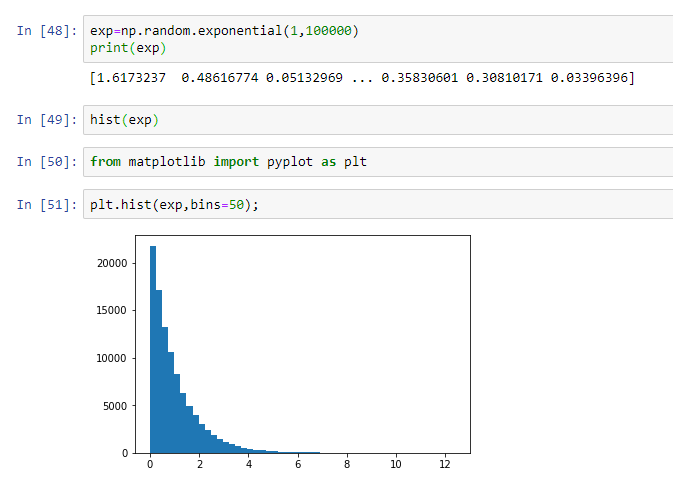 In [48]: exp=np.random.exponential(1,100000)
print(exp)
[1.6173237  0.48616774 0.05132969 ... 0.35830601 0.30810171 0.03396396]
In [49]: hist(exp)
In [50]: from matplotlib import pyplot as plt
In [51]: plt.hist(exp,bins=50);
20000
15000
10000
5000
0
0 2 4 6 8 10 12